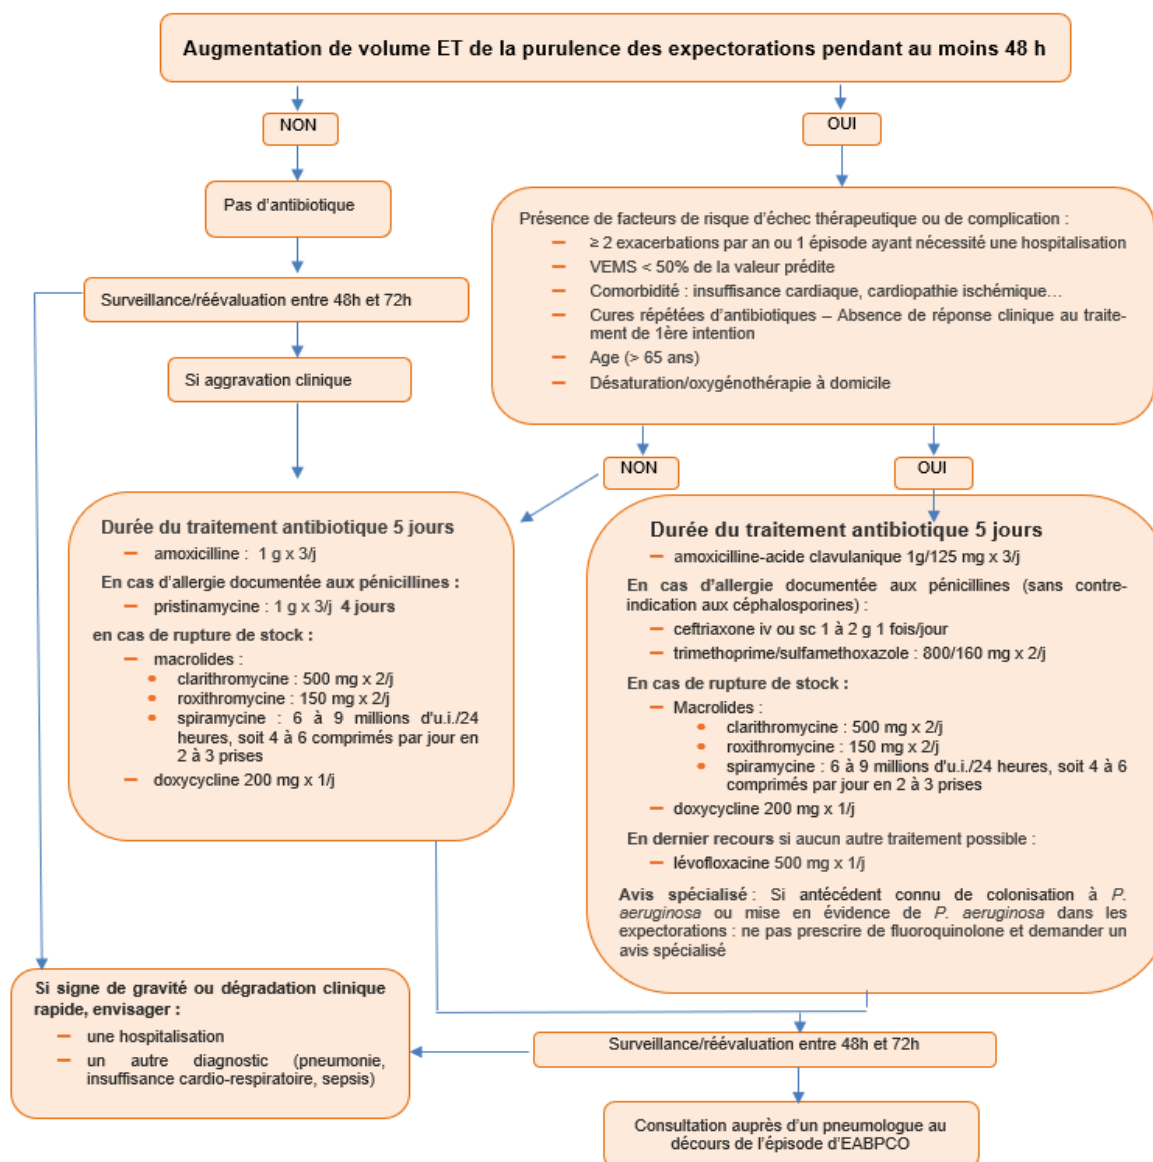 Augmentation de volume ET de la purulence des expectorations pendant au moins 48 h
NON
OUI
Pas d'antibiotique
Surveillance/réévaluation entre 48h et 72h
Si aggravation clinique
Présence de facteurs de risque d'échec thérapeutique ou de complication :
– ≥ 2 exacerbations par an ou 1 épisode ayant nécessité une hospitalisation
– VEMS < 50% de la valeur prédite
– Comorbidité : insuffisance cardiaque, cardiopathie ischémique…
– Cures répétées d'antibiotiques – Absence de réponse clinique au traite-
ment de 1ère intention
– Age (> 65 ans)
– Désaturation/oxygénothérapie à domicile
NON
OUI
Durée du traitement antibiotique 5 jours
– amoxicilline : 1 g x 3/j
En cas d'allergie documentée aux pénicillines :
– pristinamycine : 1 g x 3/j 4 jours
en cas de rupture de stock :
– macrolides :
• clarithromycine : 500 mg x 2/j
• roxithromycine : 150 mg x 2/j
• spiramycine : 6 à 9 millions d'u.i./24
heures, soit 4 à 6 comprimés par jour en
2 à 3 prises
– doxycycline 200 mg x 1/j
Durée du traitement antibiotique 5 jours
– amoxicilline-acide clavulanique 1g/125 mg x 3/j
En cas d'allergie documentée aux pénicillines (sans contre-
indication aux céphalosporines) :
– ceftriaxone iv ou sc 1 à 2 g 1 fois/jour
– trimethoprime/sulfamethoxazole : 800/160 mg x 2/j
En cas de rupture de stock :
– Macrolides :
• clarithromycine : 500 mg x 2/j
• roxithromycine : 150 mg x 2/j
• spiramycine : 6 à 9 millions d'u.i./24 heures, soit 4 à 6
comprimés par jour en 2 à 3 prises
– doxycycline 200 mg x 1/j
En dernier recours si aucun autre traitement possible :
– lévofloxacine 500 mg x 1/j
Avis spécialisé : Si antécédent connu de colonisation à P.
aeruginosa ou mise en évidence de P. aeruginosa dans les
expectorations : ne pas prescrire de fluoroquinolone et demander un
avis spécialisé
Si signe de gravité ou dégradation clinique
rapide, envisager :
– une hospitalisation
– un autre diagnostic (pneumonie,
insuffisance cardio-respiratoire, sepsis)
Surveillance/réévaluation entre 48h et 72h
Consultation auprès d'un pneumologue au
décours de l'épisode d'EABPCO